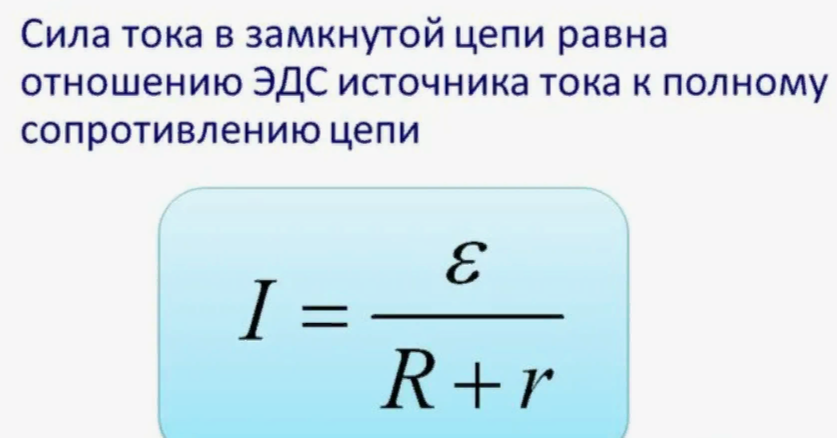 Сила тока в замкнутой цепи равна
отношению ЭДС источника тока к полному
сопротивлению цепи
I = ε / (R + r)